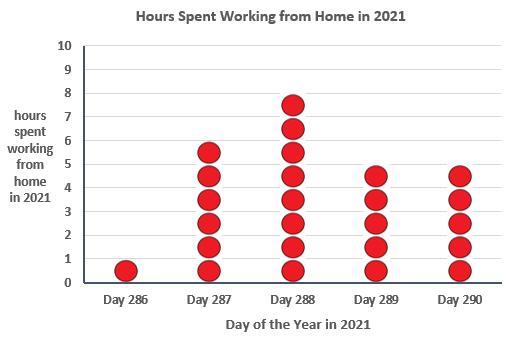 Hours Spent Working from Home in 2021
10
9
8
7
6
5
4
3
2
1
0
hours
spent
working
from
home
in 2021
Day 286 Day 287 Day 288 Day 289 Day 290
Day of the Year in 2021